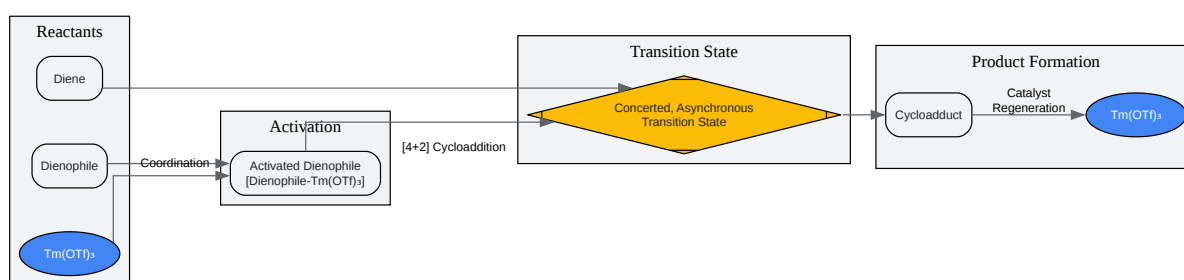 Reactants
Diene
Dienophile
Tm(OTf)₃
Coordination
Activation
Activated Dienophile
[Dienophile-Tm(OTf)₃]
[4+2] Cycloaddition
Transition State
Concerted, Asynchronous
Transition State
Product Formation
Cycloadduct
Catalyst
Regeneration
Tm(OTf)₃